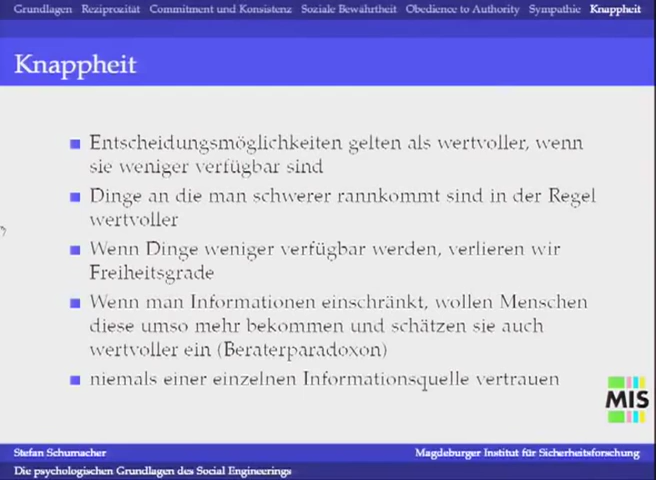 Grundlagen Reziprozität Commitment und Konsistenz Soziale Bewährtheit Obedience to Authority Sympathie Knappheit
Knappheit
Entscheidungsmöglichkeiten gelten als wertvoller, wenn
sie weniger verfügbar sind
Dinge an die man schwerer rannkommt sind in der Regel
wertvoller
Wenn Dinge weniger verfügbar werden, verlieren wir
Freiheitsgrade
Wenn man Informationen einschränkt, wollen Menschen
diese umso mehr bekommen und schätzen sie auch
wertvoller ein (Beraterparadoxon)
niemals einer einzelnen Informationsquelle vertrauen
MIS
Stefan Schumacher Magdeburger Institut für Sicherheitsforschung
Die psychologischen Grundlagen des Social Engineerings